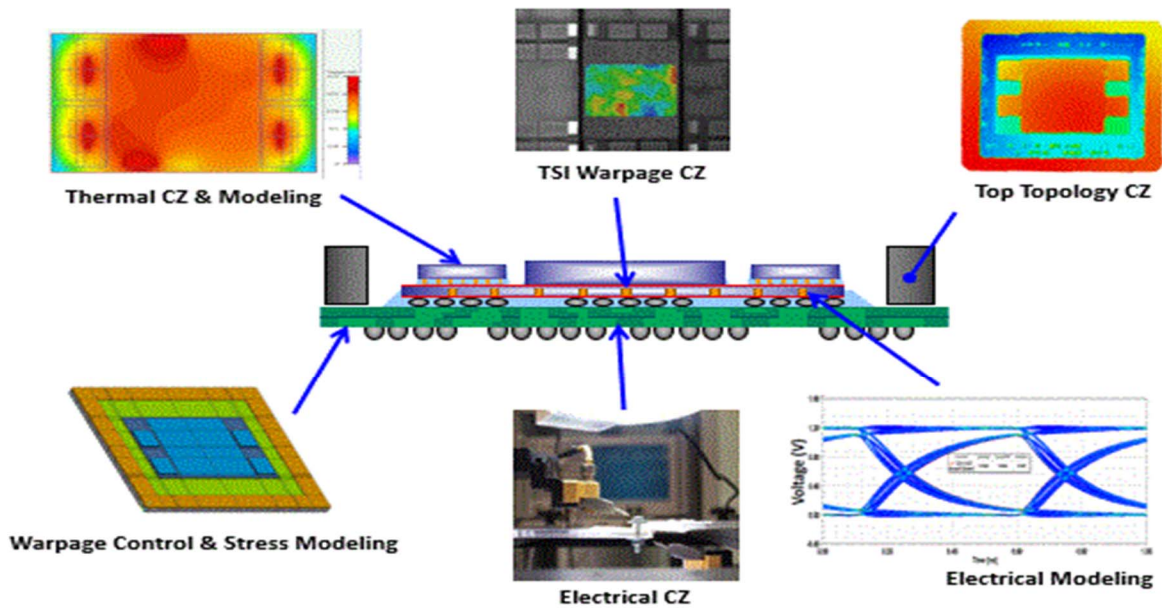 Thermal CZ & Modeling
TSI Warpage CZ
Top Topology CZ
Warpage Control & Stress Modeling
Electrical CZ
Voltage (V)
Electrical Modeling